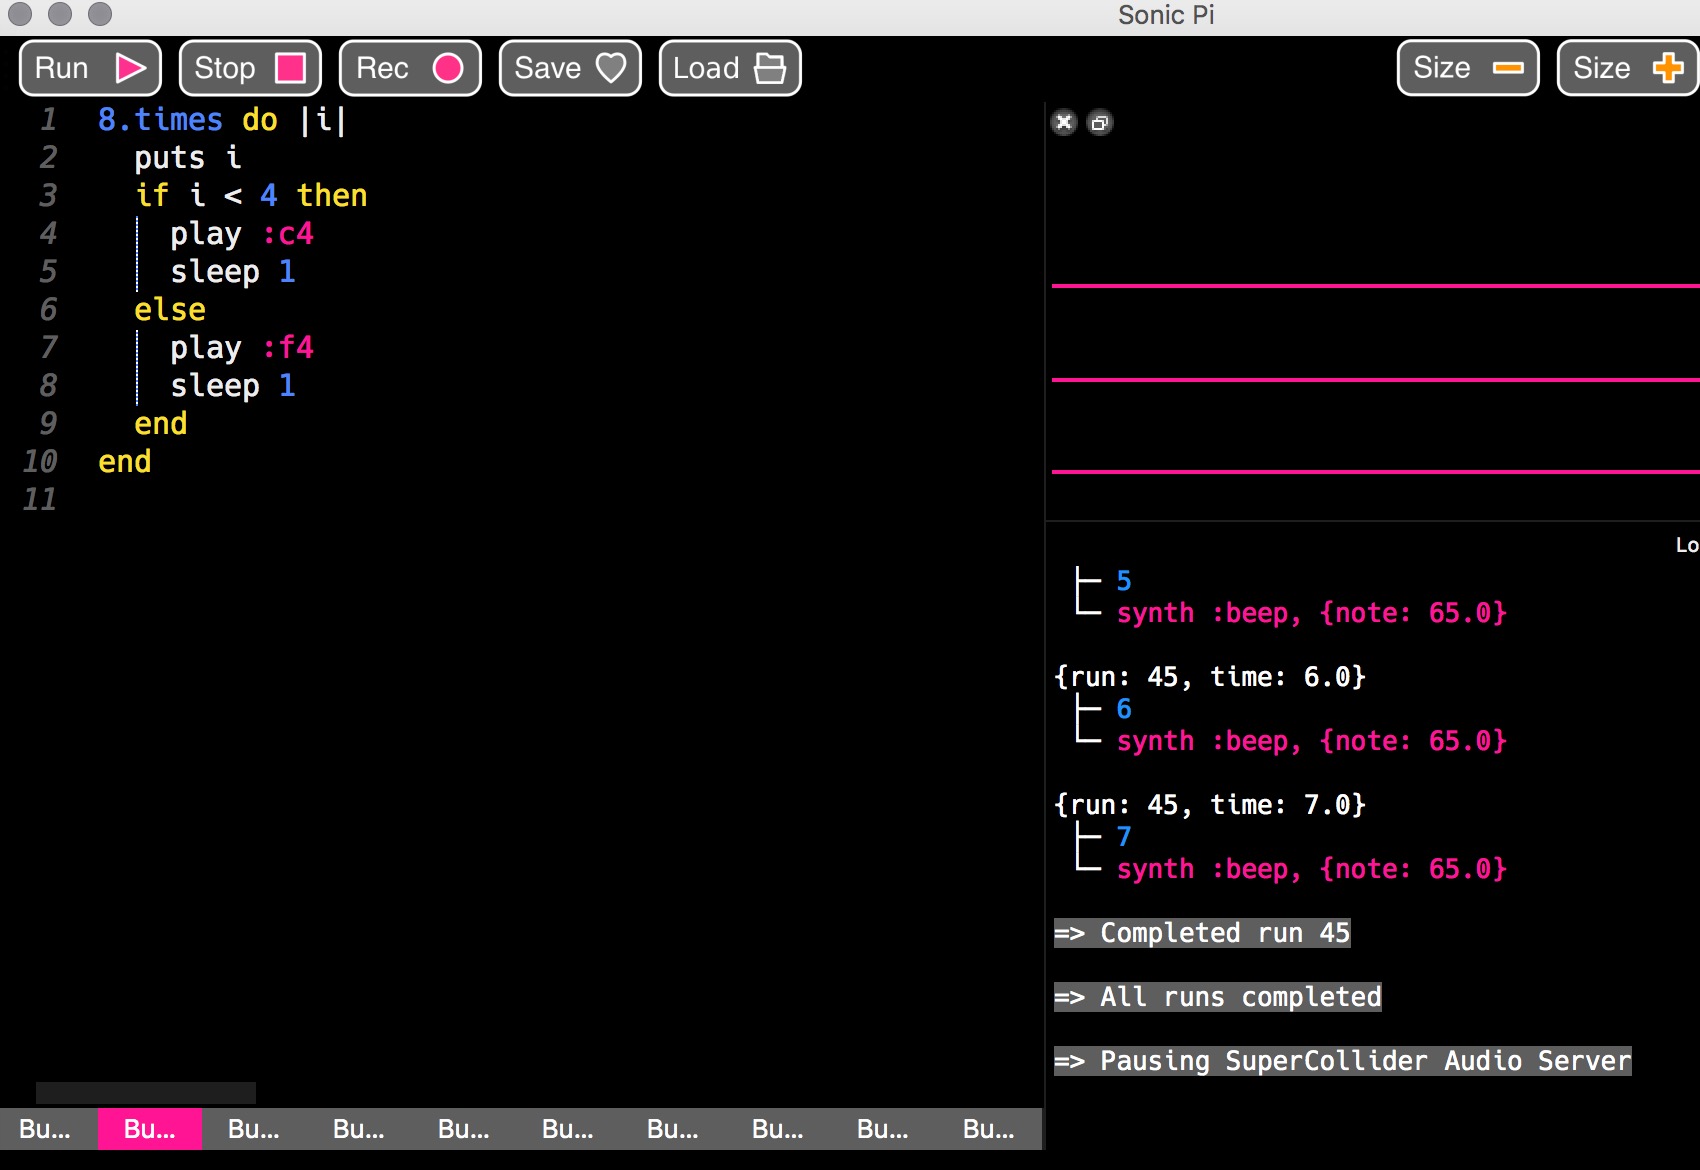 Sonic Pi
Run Stop Rec Save Load Size Size
1 8.times do |i|
2 puts i
3 if i < 4 then
4 play :c4
5 sleep 1
6 else
7 play :f4
8 sleep 1
9 end
10 end
11
Lo
5
synth :beep, {note: 65.0}
{run: 45, time: 6.0}
6
synth :beep, {note: 65.0}
{run: 45, time: 7.0}
7
synth :beep, {note: 65.0}
=> Completed run 45
=> All runs completed
=> Pausing SuperCollider Audio Server
Bu... Bu... Bu... Bu... Bu... Bu... Bu... Bu... Bu... Bu...